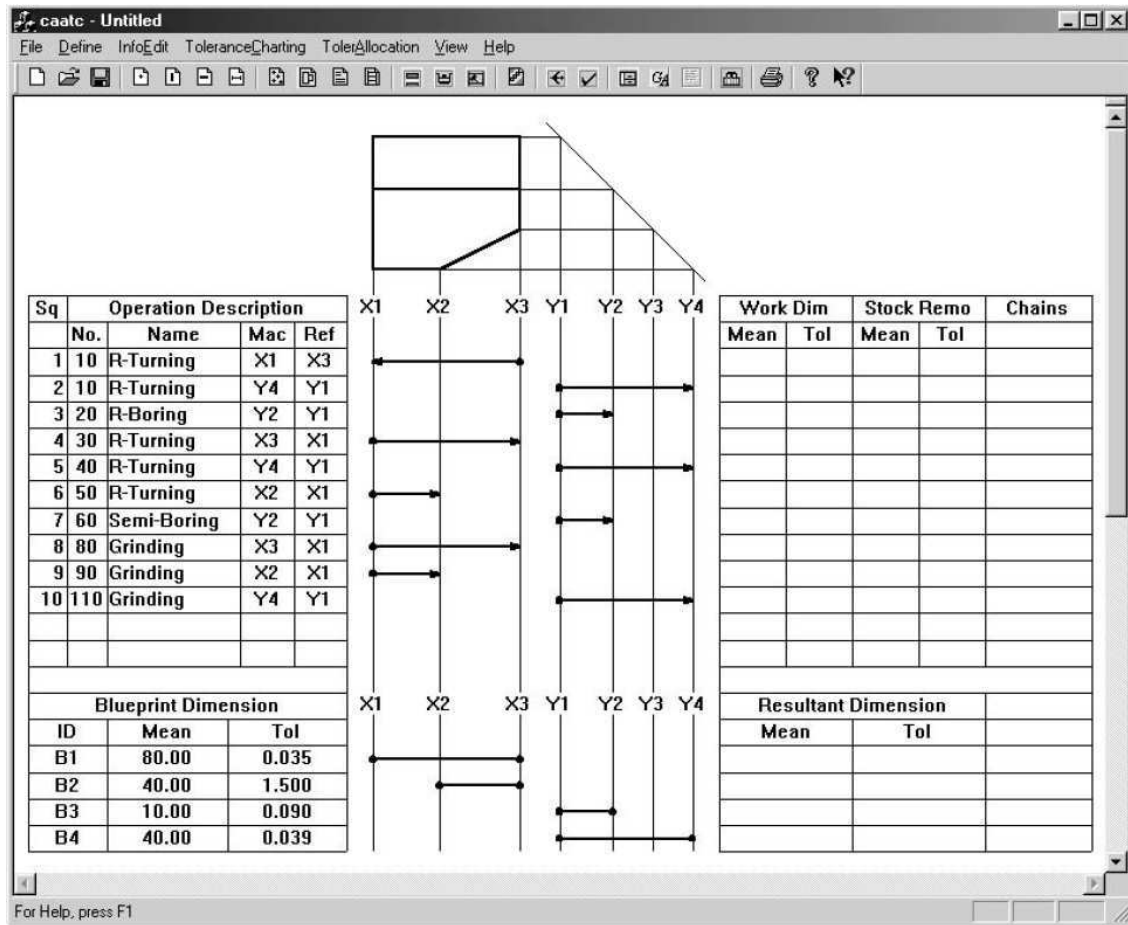 caatc - Untitled
File Define InfoEdit ToleranceCharting TolerAllocation View Help
GA
X1 X2 X3 Y1 Y2 Y3 Y4
Sq Operation Description Work Dim Stock Remo Chains
No. Name Mac Ref Mean Tol Mean Tol
1 10 R-Turning X1 X3
2 10 R-Turning Y4 Y1
3 20 R-Boring Y2 Y1
4 30 R-Turning X3 X1
5 40 R-Turning Y4 Y1
6 50 R-Turning X2 X1
7 60 Semi-Boring Y2 Y1
8 80 Grinding X3 X1
9 90 Grinding X2 X1
10 110 Grinding Y4 Y1
Blueprint Dimension X1 X2 X3 Y1 Y2 Y3 Y4 Resultant Dimension
ID Mean Tol Mean Tol
B1 80.00 0.035
B2 40.00 1.500
B3 10.00 0.090
B4 40.00 0.039
For Help, press F1